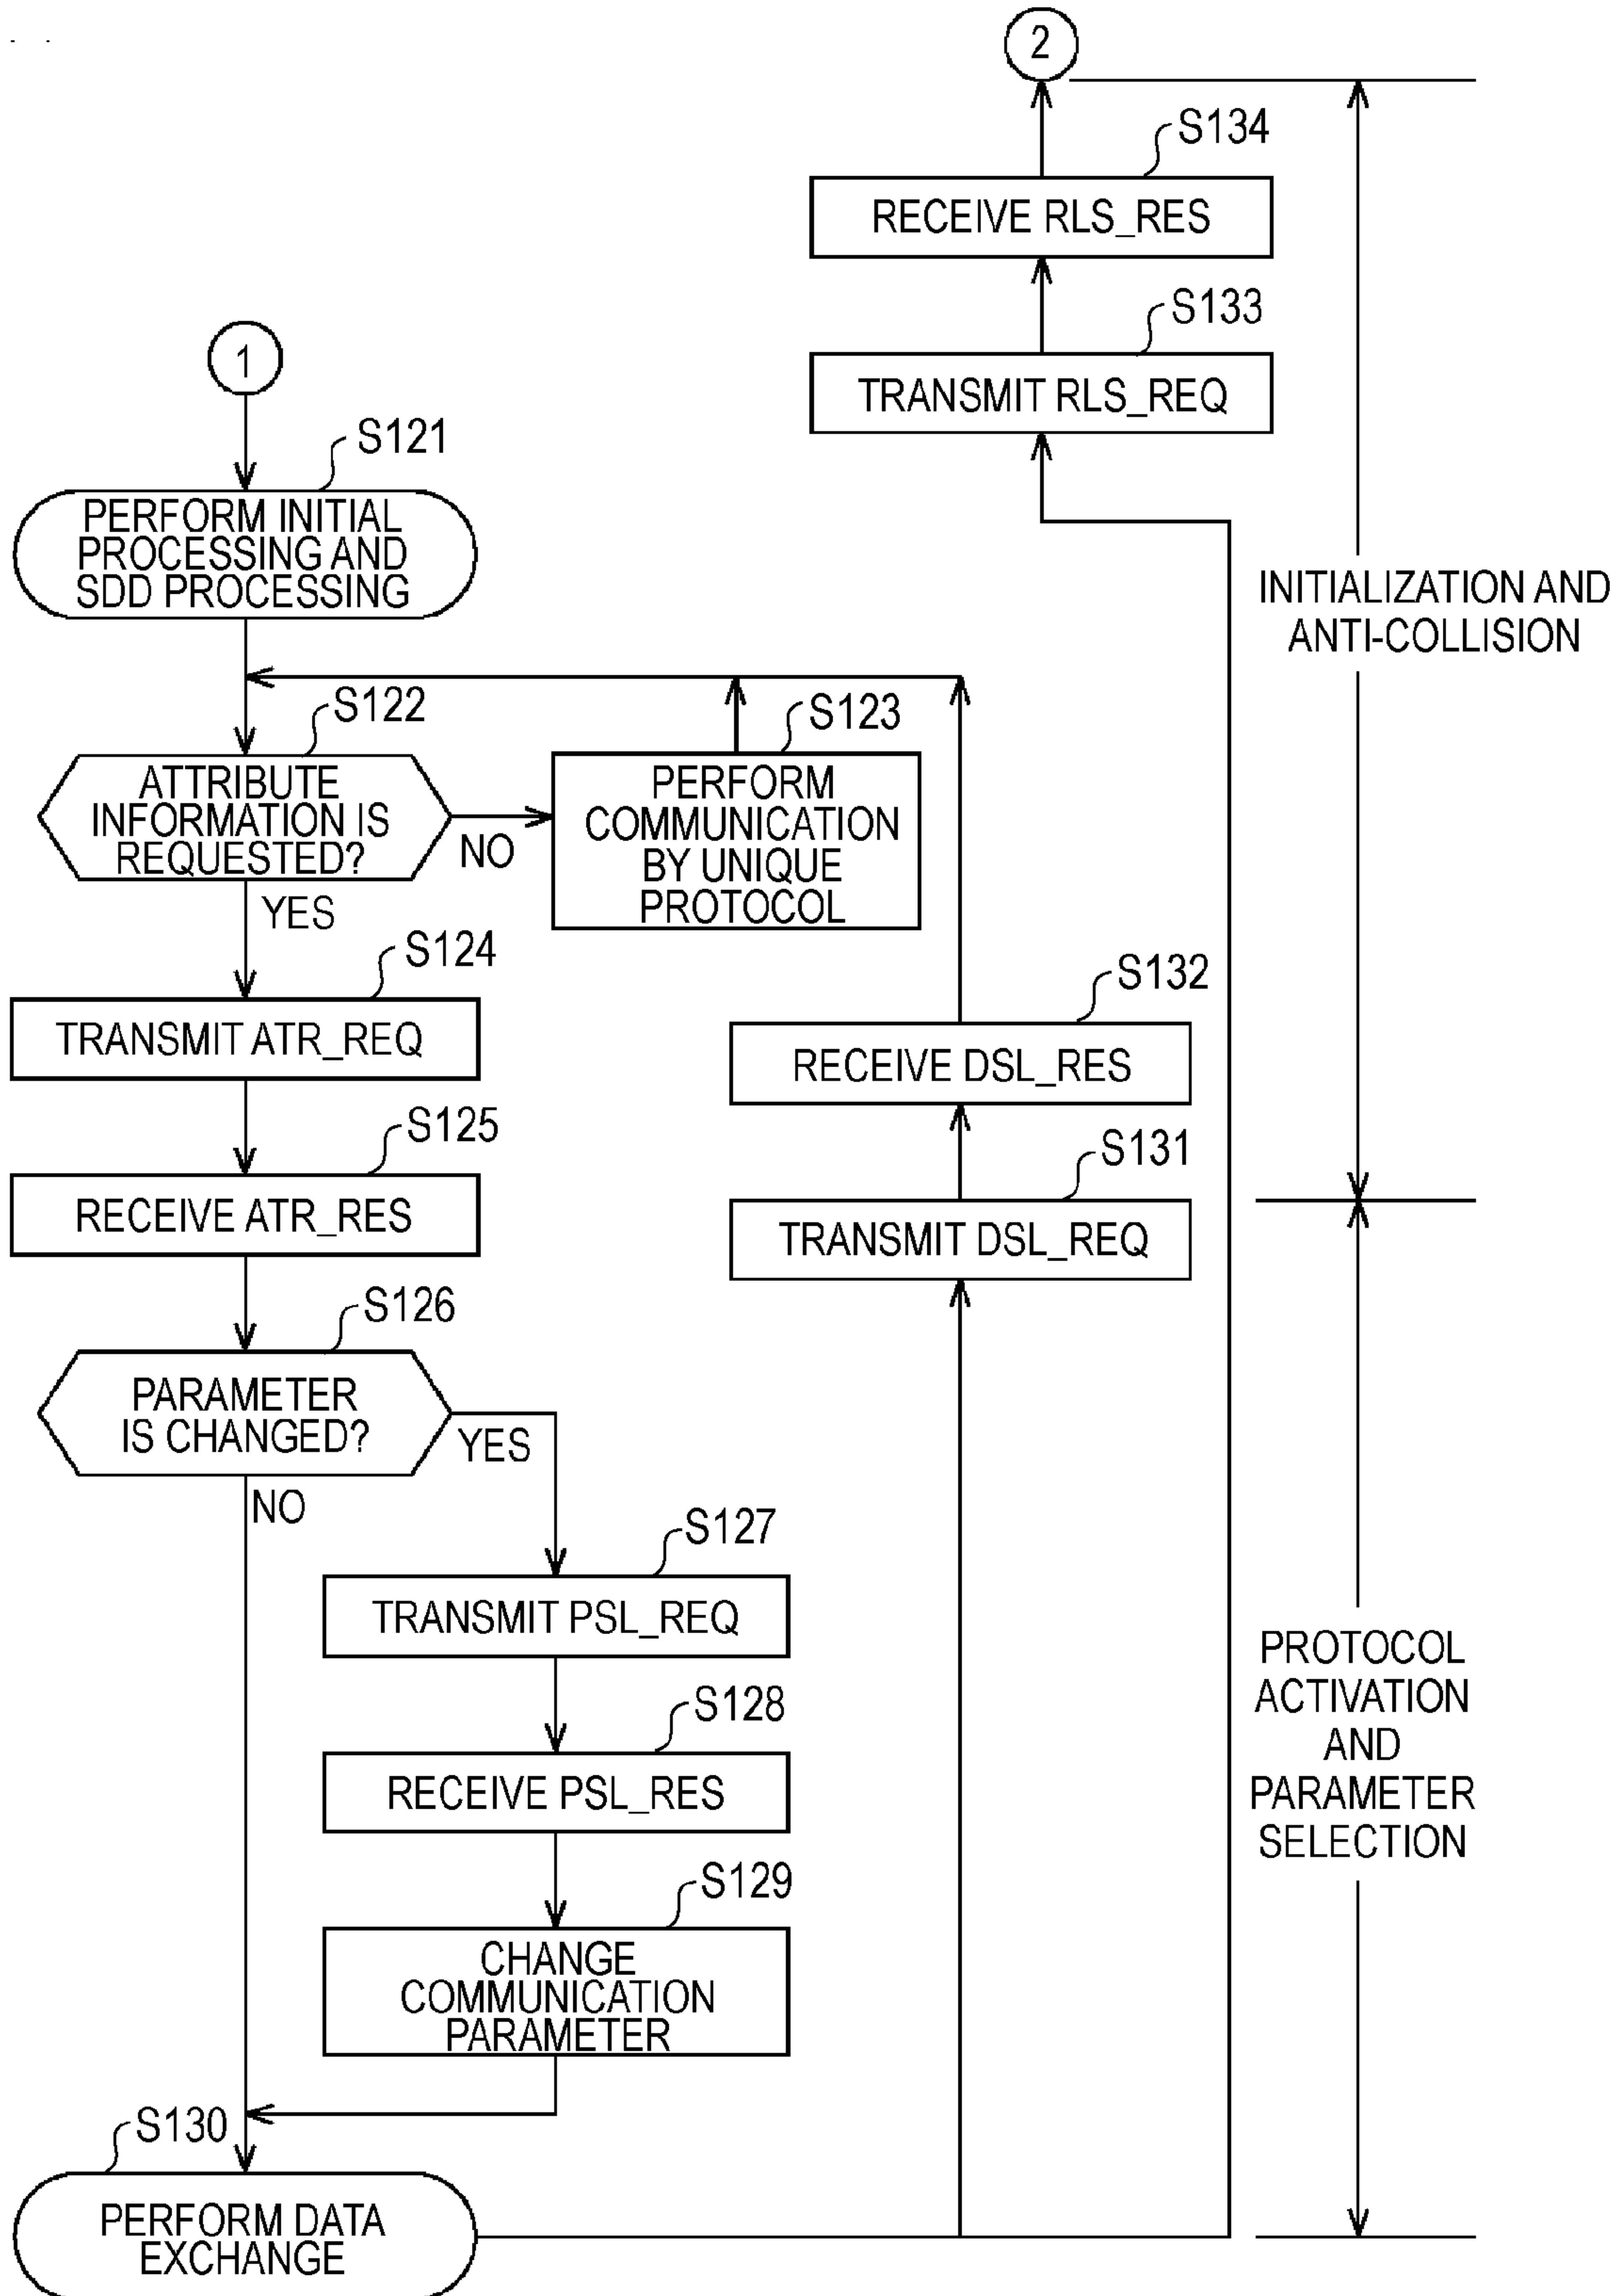 2
S134
RECEIVE RLS_RES
S133
TRANSMIT RLS_REQ
1
S121
PERFORM INITIAL
PROCESSING AND
SDD PROCESSING
INITIALIZATION AND
ANTI-COLLISION
S122
ATTRIBUTE
INFORMATION IS
REQUESTED?
NO
YES
S123
PERFORM
COMMUNICATION
BY UNIQUE
PROTOCOL
S124
TRANSMIT ATR_REQ
S132
RECEIVE DSL_RES
S125
RECEIVE ATR_RES
S131
TRANSMIT DSL_REQ
S126
PARAMETER
IS CHANGED?
YES
NO
S127
TRANSMIT PSL_REQ
S128
RECEIVE PSL_RES
S129
CHANGE
COMMUNICATION
PARAMETER
PROTOCOL
ACTIVATION
AND
PARAMETER
SELECTION
S130
PERFORM DATA
EXCHANGE